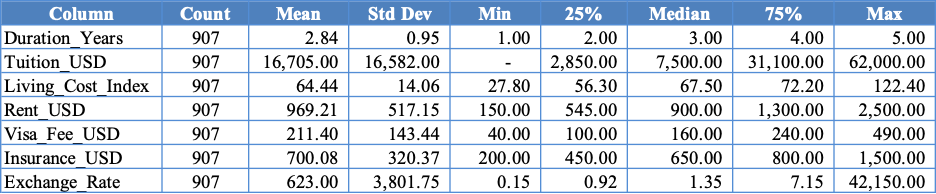 Column Count Mean Std Dev Min 25% Median 75% Max
Duration_Years 907 2.84 0.95 1.00 2.00 3.00 4.00 5.00
Tuition_USD 907 16,705.00 16,582.00 - 2,850.00 7,500.00 31,100.00 62,000.00
Living_Cost_Index 907 64.44 14.06 27.80 56.30 67.50 72.20 122.40
Rent_USD 907 969.21 517.15 150.00 545.00 900.00 1,300.00 2,500.00
Visa_Fee_USD 907 211.40 143.44 40.00 100.00 160.00 240.00 490.00
Insurance_USD 907 700.08 320.37 200.00 450.00 650.00 800.00 1,500.00
Exchange_Rate 907 623.00 3,801.75 0.15 0.92 1.35 7.15 42,150.00